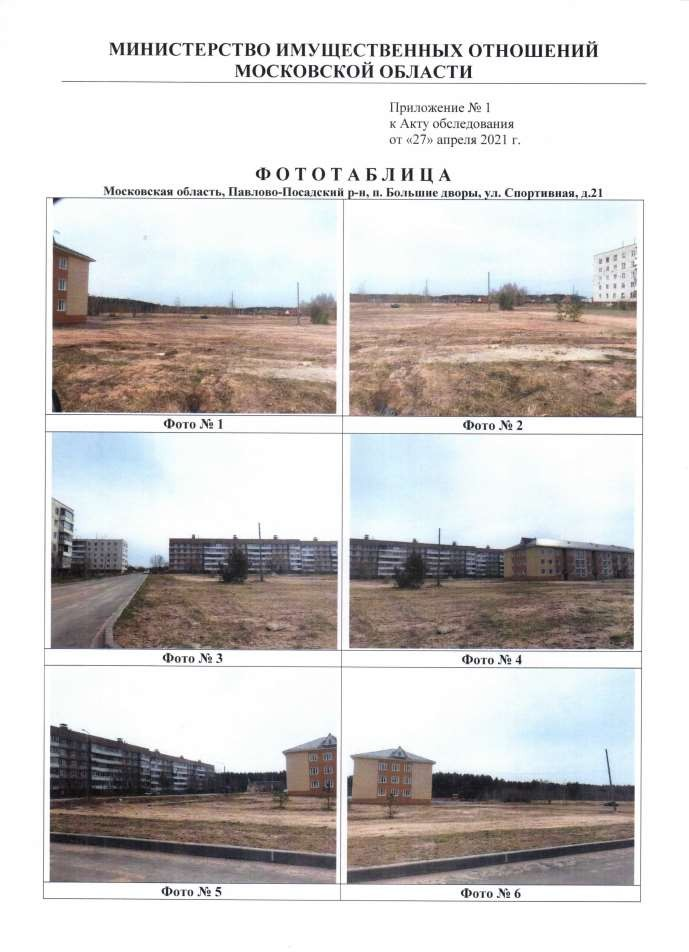 МИНИСТЕРСТВО ИМУЩЕСТВЕННЫХ ОТНОШЕНИЙ
МОСКОВСКОЙ ОБЛАСТИ
Приложение № 1
к Акту обследования
от «27» апреля 2021 г.
Ф О Т О Т А Б Л И Ц А
Московская область, Павлово-Посадский р-н, п. Большие дворы, ул. Спортивная, д.21
Фото № 1
Фото № 2
Фото № 3
Фото № 4
Фото № 5
Фото № 6